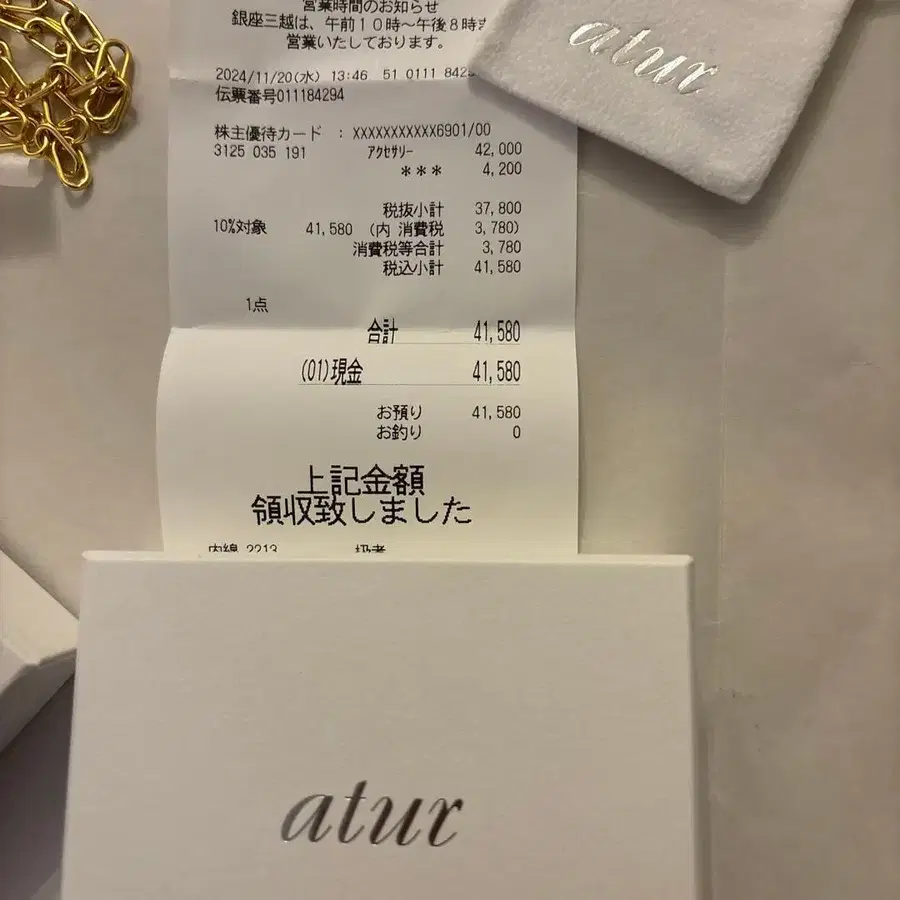 営業時間のお知らせ
銀座三越は、午前10時～午後8時ま
営業いたしております。
2024/11/20(水) 13:46 51 0111 842
伝票番号011184294
株主優待カード : XXXXXXXXXXX6901/00
3125 035 191 アクセサリー 42,000
*** 4,200
税抜小計 37,800
10%対象 41,580 (内 消費税 3,780)
消費税等合計 3,780
税込小計 41,580
1点
合計 41,580
(01)現金 41,580
お預り 41,580
お釣り 0
上記金額
領収致しました
内線 2213 扱者
atur
atur